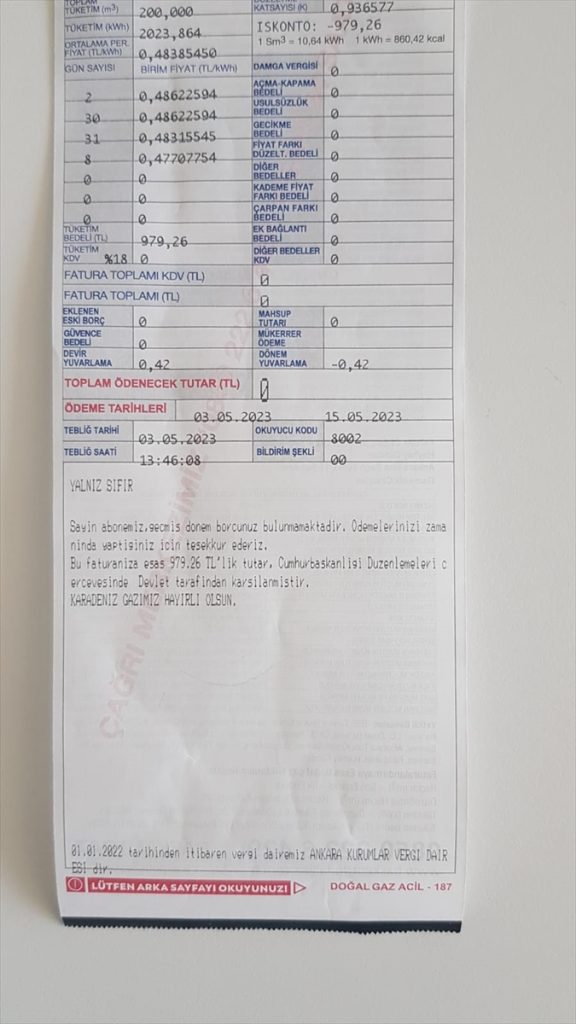 TOPLAM
TÜKETİM (m³) 200,000
KATSAYISI (K) 0,936577
TÜKETİM (kWh) 2023,864
ISKONTO: -979,26
1 Sm³ = 10,64 kWh 1 kWh = 860,42 kcal
ORTALAMA PER.
FİYAT (TL/kWh) 0,48385450
GÜN SAYISI BİRİM FİYAT (TL/kWh)
DAMGA VERGİSİ 0
2 0,48622594
AÇMA-KAPAMA
BEDELİ 0
30 0,48622594
USULSÜZLÜK
BEDELİ 0
31 0,48315545
GECİKME
BEDELİ 0
8 0,47707754
FİYAT FARKI
DÜZELT. BEDELİ 0
0 0
DİĞER
BEDELLER 0
0 0
KADEME FİYAT
FARKI BEDELİ 0
0 0
ÇARPAN FARKI
BEDELİ 0
TÜKETİM
BEDELİ (TL) 979,26
EK BAĞLANTI
BEDELİ 0
TÜKETİM
KDV %18 0
DİĞER BEDELLER
KDV 0
FATURA TOPLAMI KDV (TL) 0
FATURA TOPLAMI (TL) 0
EKLENEN
ESKİ BORÇ 0
MAHSUP
TUTARI 0
GÜVENCE
BEDELİ 0
MÜKERRER
ÖDEME
DEVİR
YUVARLAMA 0,42
DÖNEM
YUVARLAMA -0,42
TOPLAM ÖDENECEK TUTAR (TL) 0
ÖDEME TARİHLERİ 03.05.2023 15.05.2023
TEBLİĞ TARİHİ 03.05.2023
OKUYUCU KODU 8002
TEBLİĞ SAATİ 13:46:08
BİLDİRİM ŞEKLİ 00
YALNIZ SIFIR
Sayin abonemiz,gecmis donem borcunuz bulunmamaktadir. Odemelerinizi zama
ninda yaptiginiz icin tesekkur ederiz.
Bu faturaniza esas 979.26 TL'lik tutar, Cumhurbaskanligi Duzenlemeleri c
ercevesinde Devlet tarafindan karsilanmistir.
KARADENIZ GAZIMIZ HAYIRLI OLSUN.
01.01.2022 tarihinden itibaren vergi dairemiz ANKARA KURUMLAR VERGI DAIR
ESI dir.
LÜTFEN ARKA SAYFAYI OKUYUNUZ!
DOĞAL GAZ ACİL - 187